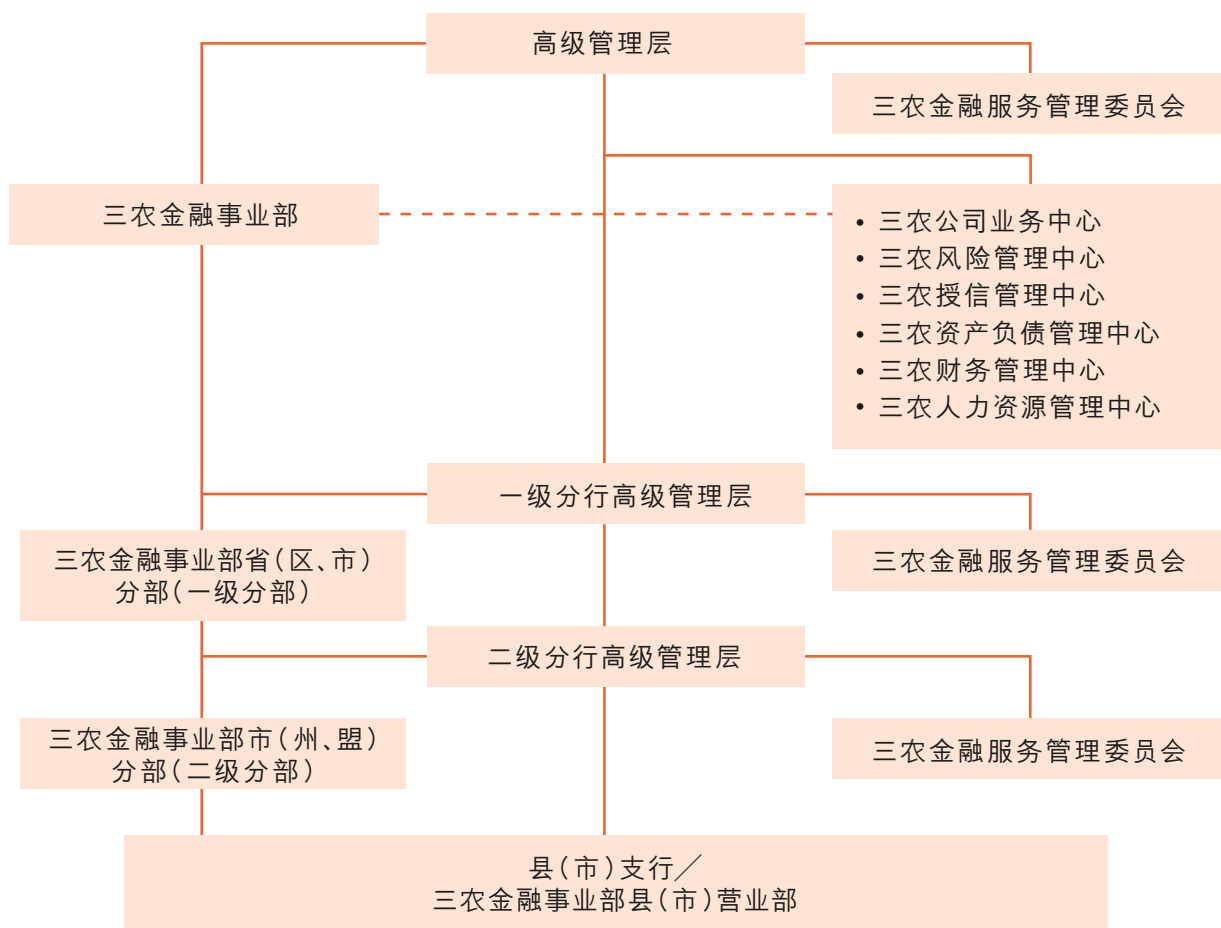 高级管理层
三农金融服务管理委员会
三农金融事业部
• 三农公司业务中心
• 三农风险管理中心
• 三农授信管理中心
• 三农资产负债管理中心
• 三农财务管理中心
• 三农人力资源管理中心
一级分行高级管理层
三农金融事业部省(区、市)
分部(一级分部)
三农金融服务管理委员会
二级分行高级管理层
三农金融事业部市(州、盟)
分部(二级分部)
三农金融服务管理委员会
县(市)支行╱
三农金融事业部县(市)营业部